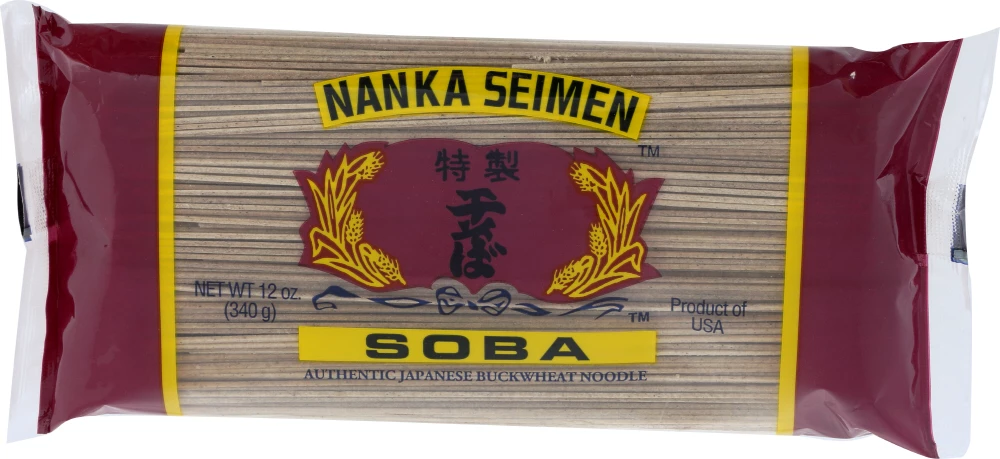 NANKA SEIMEN
TM
特製
干そば
NET WT 12 oz.
(340 g)
Product of
USA
TM
SOBA
AUTHENTIC JAPANESE BUCKWHEAT NOODLE